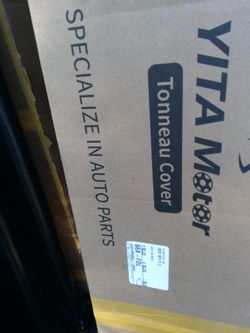 YITA MOTOR
Tonneau Cover
SPECIALIZE IN AUTO PARTS